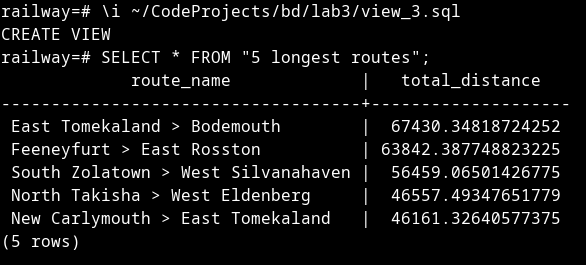 railway=# \i ~/CodeProjects/bd/lab3/view_3.sql
CREATE VIEW
railway=# SELECT * FROM "5 longest routes";
             route_name             |   total_distance
------------------------------------+--------------------
 East Tomekaland > Bodemouth        |  67430.34818724252
 Feeneyfurt > East Rosston          | 63842.387748823225
 South Zolatown > West Silvanahaven | 56459.06501426775
 North Takisha > West Eldenberg     |  46557.49347651779
 New Carlymouth > East Tomekaland   |  46161.32640577375
(5 rows)